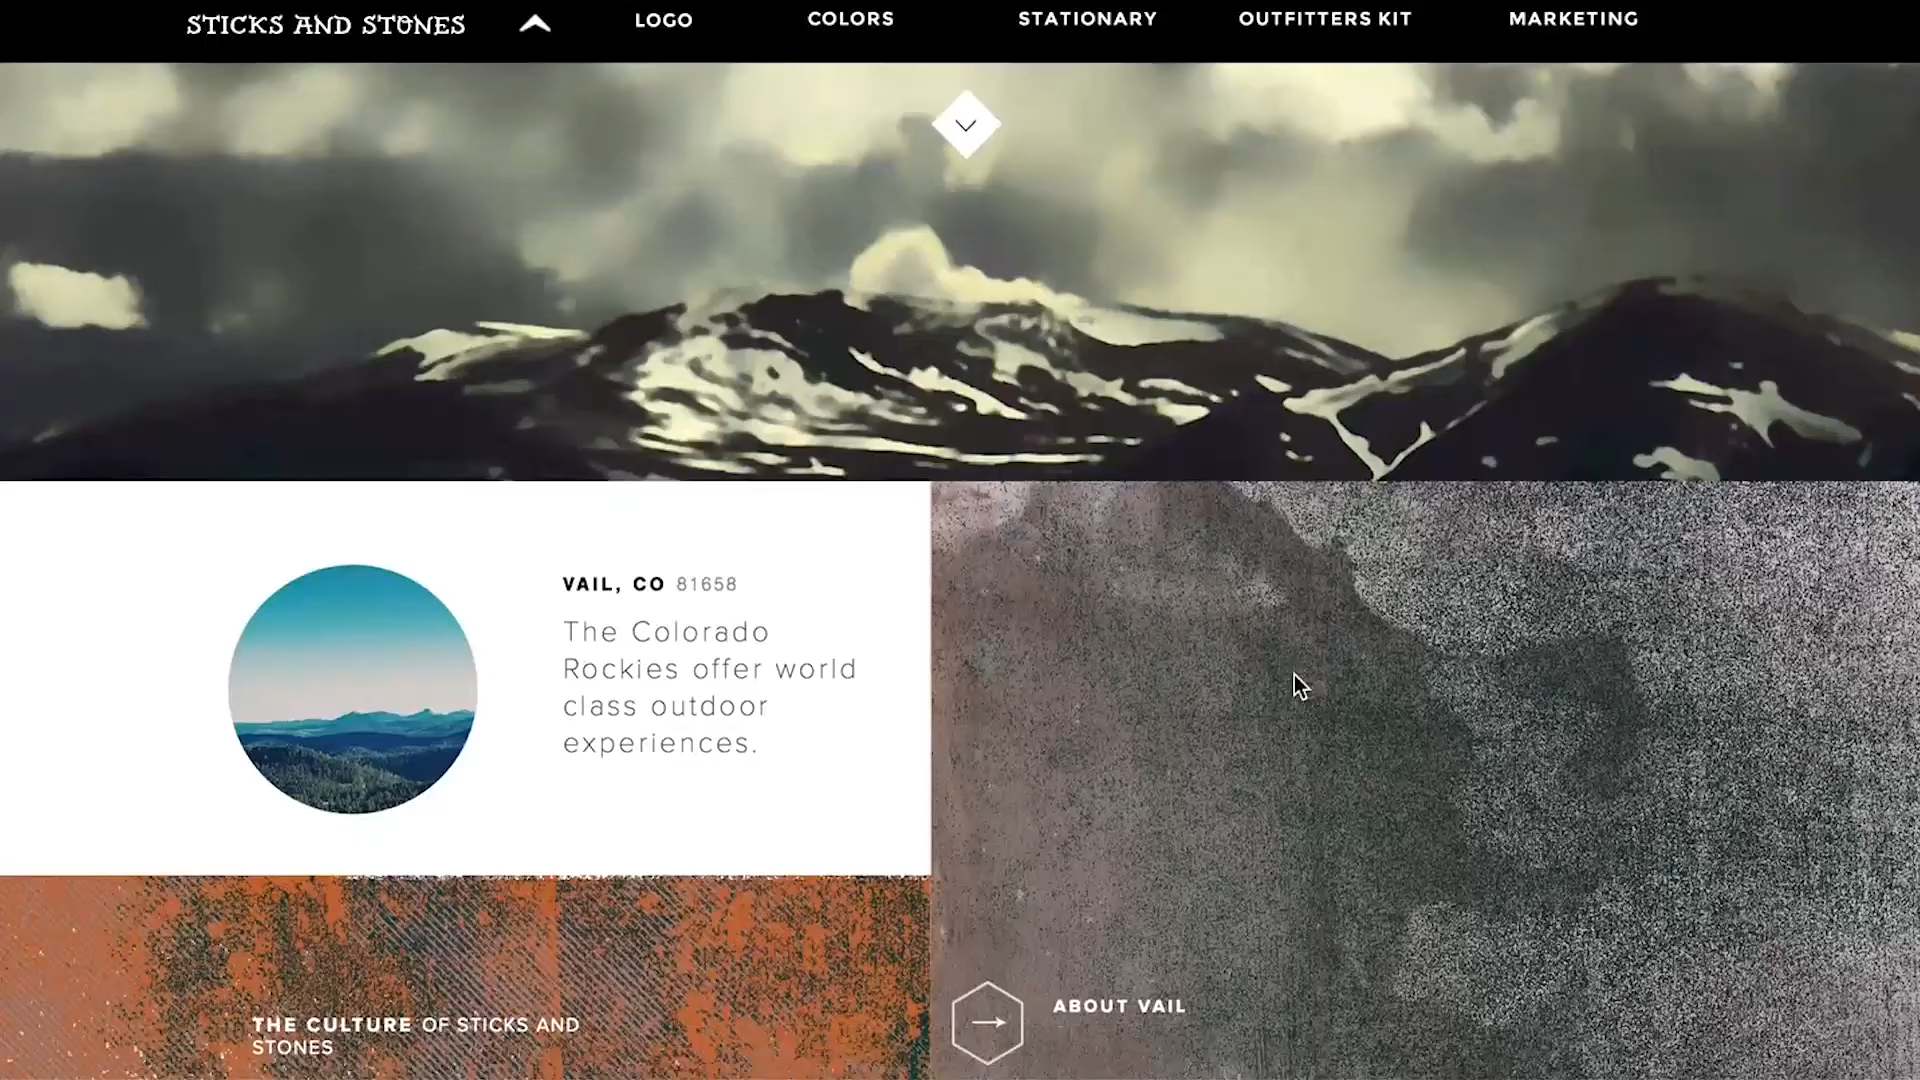 STICKS AND STONES
LOGO
COLORS
STATIONARY
OUTFITTERS KIT
MARKETING
VAIL, CO 81658
The Colorado
Rockies offer world
class outdoor
experiences.
THE CULTURE OF STICKS AND
STONES
ABOUT VAIL